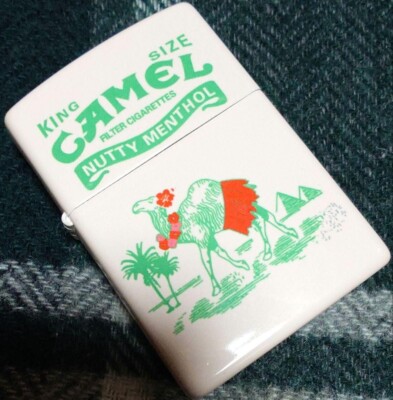 KING SIZE
CAMEL
FILTER CIGARETTES
NUTTY MENTHOL